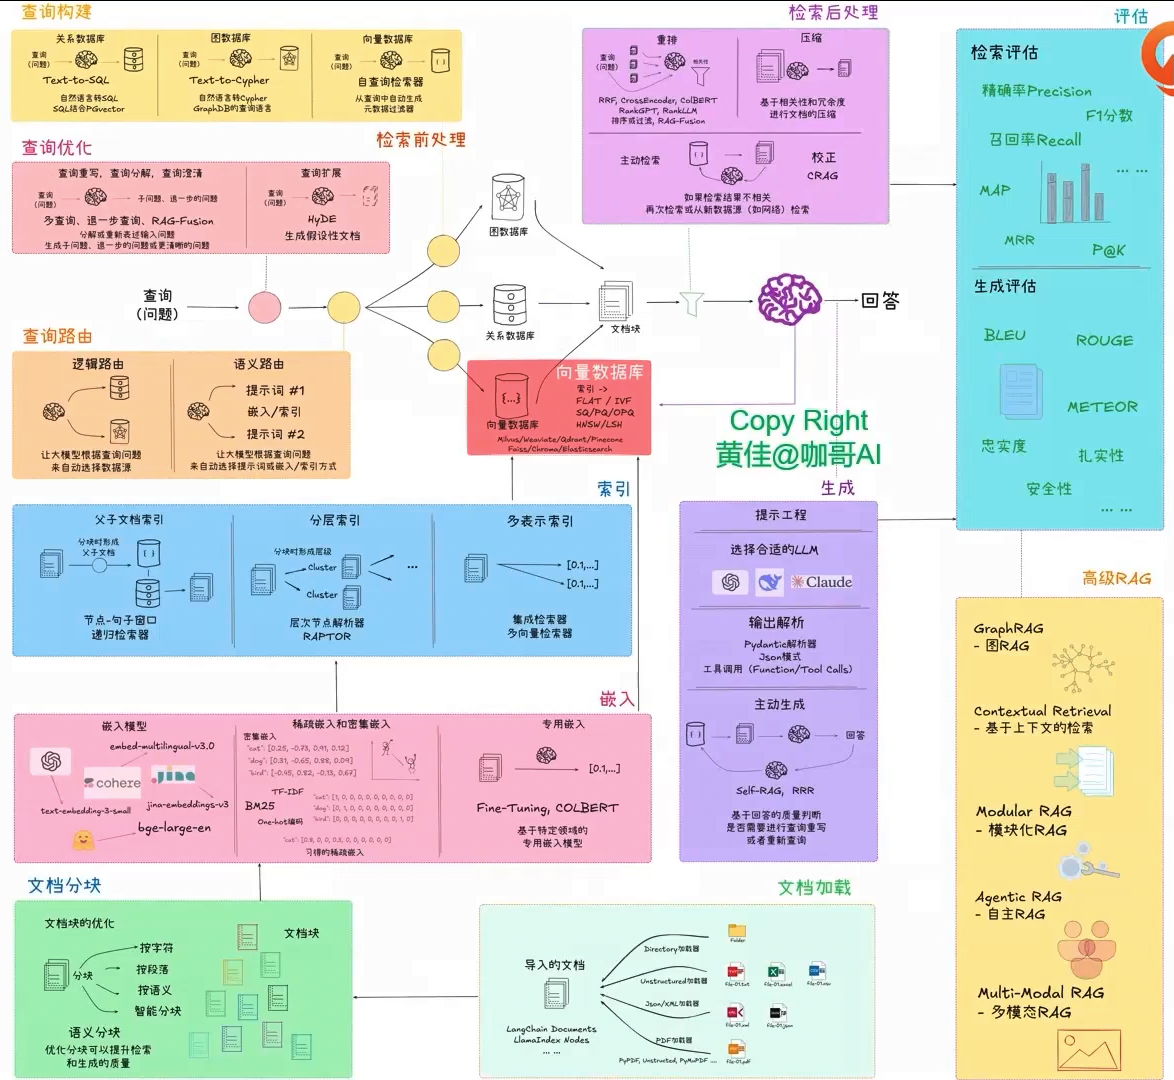 查询构建
关系数据库
查询
(问题)
Text-to-SQL
自然语言转SQL
SQL结合PGvector
图数据库
查询
(问题)
Text-to-Cypher
自然语言转Cypher
GraphDB的查询语言
向量数据库
查询
(问题)
自查询检索器
从查询中自动生成
元数据过滤器
查询优化
检索前处理
查询重写，查询分解，查询澄清
查询
(问题)
子问题、退一步的问题
多查询、退一步查询、RAG-Fusion
分解或重新表述输入问题
生成子问题、退一步的问题或更清晰的问题
查询扩展
查询
(问题)
HyDE
生成假设性文档
查询
(问题)
图数据库
关系数据库
文档块
回答
查询路由
逻辑路由
让大模型根据查询问题
来自动选择数据源
语义路由
提示词 #1
嵌入/索引
提示词 #2
让大模型根据查询问题
来自动选择提示词或嵌入/索引方式
向量数据库
{...}
向量数据库
索引 ->
FLAT / IVF
SQ/PQ/OPQ
HNSW/LSH
Milvus/Weaviate/Qdrant/Pinecone
Faiss/Chroma/Elasticsearch
检索后处理
重排
查询
(问题)
相关性
RRF, CrossEncoder, ColBERT
RankGPT, RankLLM
排序或过滤, RAG-Fusion
压缩
基于相关性和冗余度
进行文档的压缩
主动检索
校正
CRAG
如果检索结果不相关
再次检索或从新数据源（如网络）检索
Copy Right
黄佳@咖哥AI
评估
检索评估
精确率Precision
F1分数
召回率Recall
... ...
MAP
MRR
P@K
生成评估
BLEU
ROUGE
METEOR
忠实度
扎实性
安全性
... ...
索引
父子文档索引
分块时形成
父子文档
节点-句子窗口
递归检索器
分层索引
分块时形成层级
Cluster
Cluster
...
层次节点解析器
RAPTOR
多表示索引
[0.1,...]
[0.1,...]
集成检索器
多向量检索器
生成
提示工程
选择合适的LLM
Claude
输出解析
Pydantic解析器
Json模式
工具调用（Function/Tool Calls）
主动生成
回答
Self-RAG, RRR
基于回答的质量判断
是否需要进行查询重写
或者重新查询
嵌入
嵌入模型
embed-multilingual-v3.0
cohere
jina
text-embedding-3-small
jina-embeddings-v3
bge-large-en
稀疏嵌入和密集嵌入
密集嵌入
"cat": [0.25, -0.73, 0.91, 0.12]
"dog": [0.31, -0.65, 0.88, 0.09]
"bird": [-0.95, 0.82, -0.13, 0.67]
TF-IDF
BM25
One-hot编码
"cat": [1, 0, 0, 0, 0, 0, 0, 0, 0, 0]
"dog": [0, 1, 0, 0, 0, 0, 0, 0, 0, 0]
"bird": [0, 0, 0, 0, 0, 0, 0, 0, 1, 0]
习得的稀疏嵌入
专用嵌入
[0.1,...]
Fine-Tuning, COLBERT
基于特定领域的
专用嵌入模型
文档分块
文档块的优化
分块
按字符
按段落
按语义
智能分块
文档块
语义分块
优化分块可以提升检索
和生成的质量
文档加载
导入的文档
LangChain Documents
LlamaIndex Nodes
... ...
Directory加载器
Folder
Unstructured加载器
file-01.txt
file-01.excel
file-01.csv
Json/XML加载器
file-01.xml
file-01.json
PDF加载器
PyPDF, Unstructed, PyMuPDF ....
file-01.pdf
高级RAG
GraphRAG
- 图RAG
Contextual Retrieval
- 基于上下文的检索
Modular RAG
- 模块化RAG
Agentic RAG
- 自主RAG
Multi-Modal RAG
- 多模态RAG